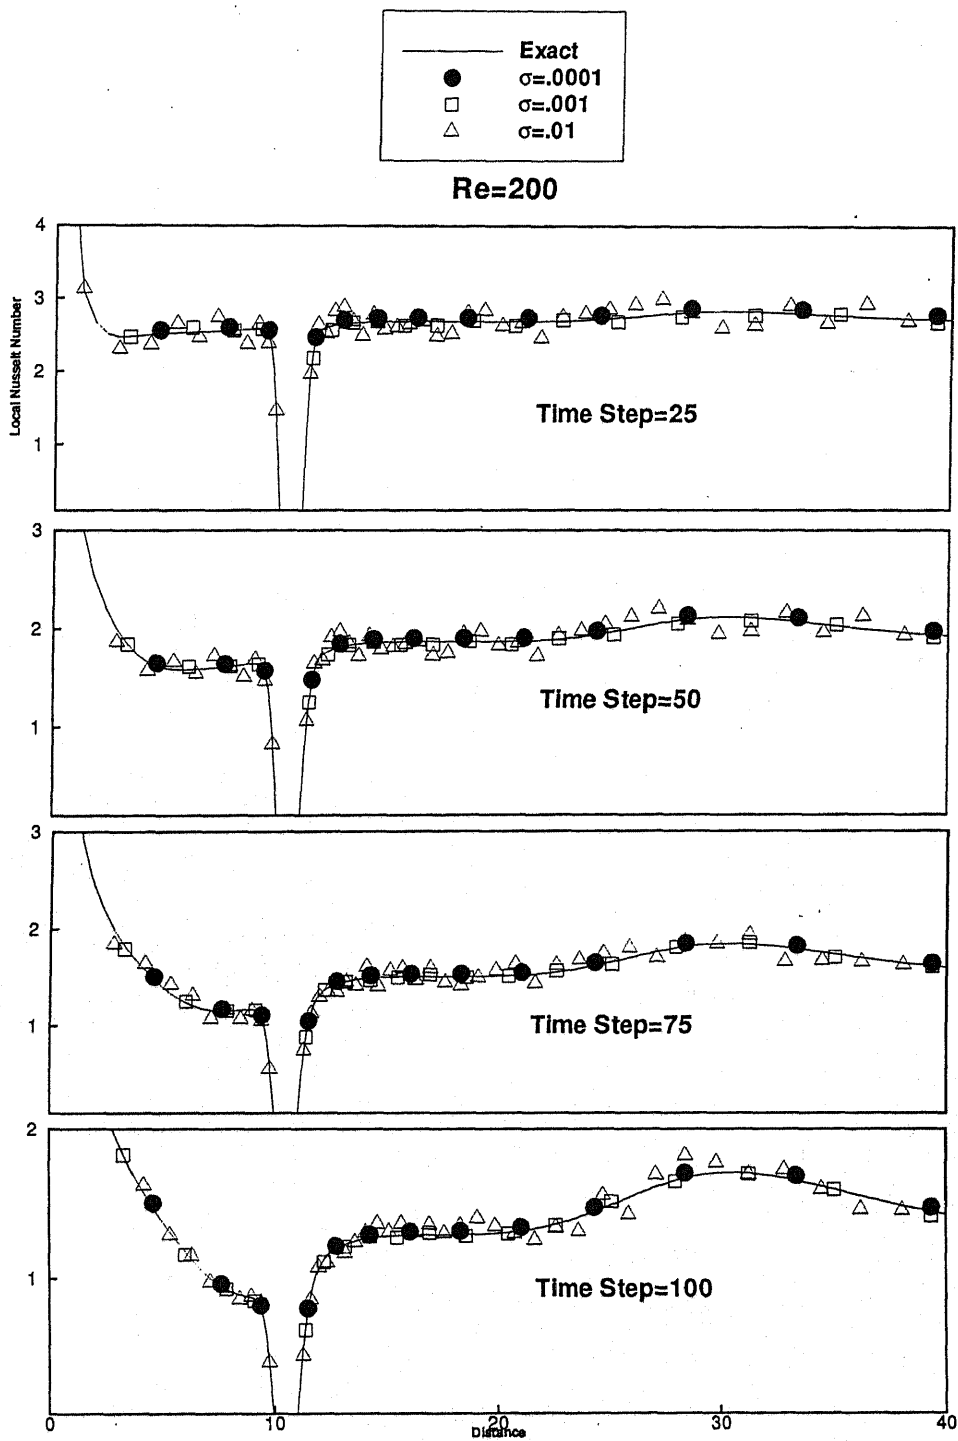 Exact
σ=.0001
σ=.001
σ=.01
Re=200
4
3
2
1
Local Nusselt Number
Time Step=25
3
2
1
Time Step=50
3
2
1
Time Step=75
2
1
Time Step=100
0
10
20
30
40
Distance